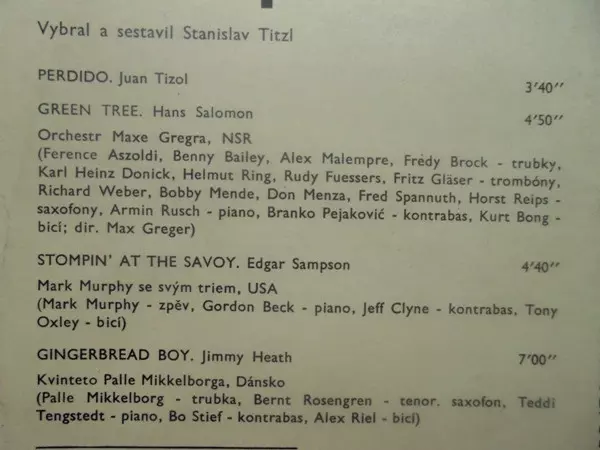 Vybral a sestavil Stanislav Titzl
PERDIDO. Juan Tizol 3′40″
GREEN TREE. Hans Salomon 4′50″
Orchestr Maxe Gregra, NSR
(Ference Aszoldi, Benny Bailey, Alex Malempre, Frédy Brock - trubky,
Karl Heinz Donick, Helmut Ring, Rudy Fuessers, Fritz Gläser - trombóny,
Richard Weber, Bobby Mende, Don Menza, Fred Spannuth, Horst Reips -
saxofony, Armin Rusch - piano, Branko Pejaković - kontrabas, Kurt Bong -
bicí; dir. Max Greger)
STOMPIN’ AT THE SAVOY. Edgar Sampson 4′40″
Mark Murphy se svým triem, USA
(Mark Murphy - zpěv, Gordon Beck - piano, Jeff Clyne - kontrabas, Tony
Oxley - bicí)
GINGERBREAD BOY. Jimmy Heath 7′00″
Kvinteto Palle Mikkelborga, Dánsko
(Palle Mikkelborg - trubka, Bernt Rosengren - tenor. saxofon, Teddi
Tengstedt - piano, Bo Stief - kontrabas, Alex Riel - bicí)